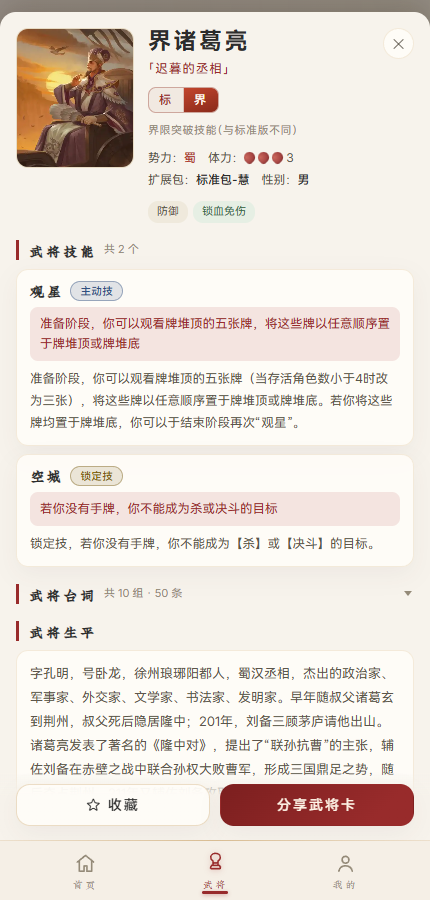 界诸葛亮
「迟暮的丞相」
标 界
界限突破技能(与标准版不同)
势力: 蜀 体力: 3
扩展包: 标准包-慧 性别: 男
防御 锁血免伤
武将技能 共 2 个
观星 主动技
准备阶段，你可以观看牌堆顶的五张牌，将这些牌以任意顺序置
于牌堆顶或牌堆底
准备阶段，你可以观看牌堆顶的五张牌（当存活角色数小于4时改
为三张），将这些牌以任意顺序置于牌堆顶或牌堆底。若你将这些
牌均置于牌堆底，你可以于结束阶段再次“观星”。
空城 锁定技
若你没有手牌，你不能成为杀或决斗的目标
锁定技，若你没有手牌，你不能成为【杀】或【决斗】的目标。
武将台词 共 10 组 · 50 条
武将生平
字孔明，号卧龙，徐州琅琊阳都人，蜀汉丞相，杰出的政治家、
军事家、外交家、文学家、书法家、发明家。早年随叔父诸葛玄
到荆州，叔父死后隐居隆中；201年，刘备三顾茅庐请他出山。
诸葛亮发表了著名的《隆中对》，提出了“联孙抗曹”的主张，辅
佐刘备在赤壁之战中联合孙权大败曹军，形成三国鼎足之势，随
收藏 分享武将卡
首页 武将 我的